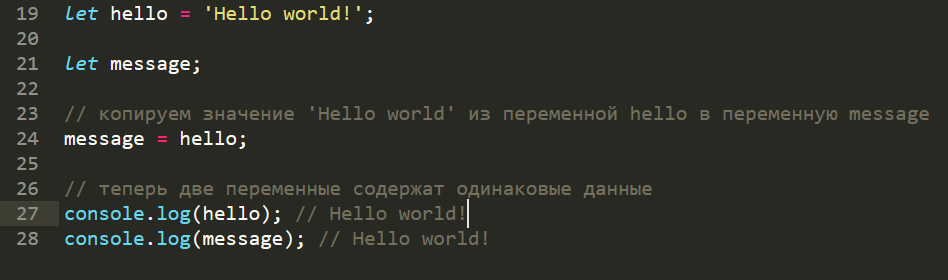 19 let hello = 'Hello world!';
20
21 let message;
22
23 // копируем значение 'Hello world' из переменной hello в переменную message
24 message = hello;
25
26 // теперь две переменные содержат одинаковые данные
27 console.log(hello); // Hello world!
28 console.log(message); // Hello world!